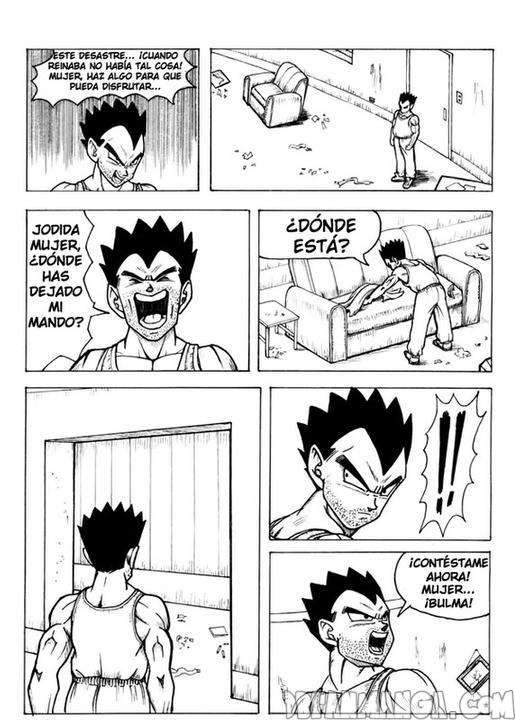 ESTE DESASTRE... ¡CUANDO
REINABA NO HABÍA TAL COSA!
MUJER, HAZ ALGO PARA QUE
PUEDA DISFRUTAR...
JODIDA
MUJER,
¿DÓNDE
HAS
DEJADO
MI
MANDO?
¿DÓNDE
ESTÁ?
!!
¡CONTÉSTAME
AHORA!
MUJER...
¡BULMA!